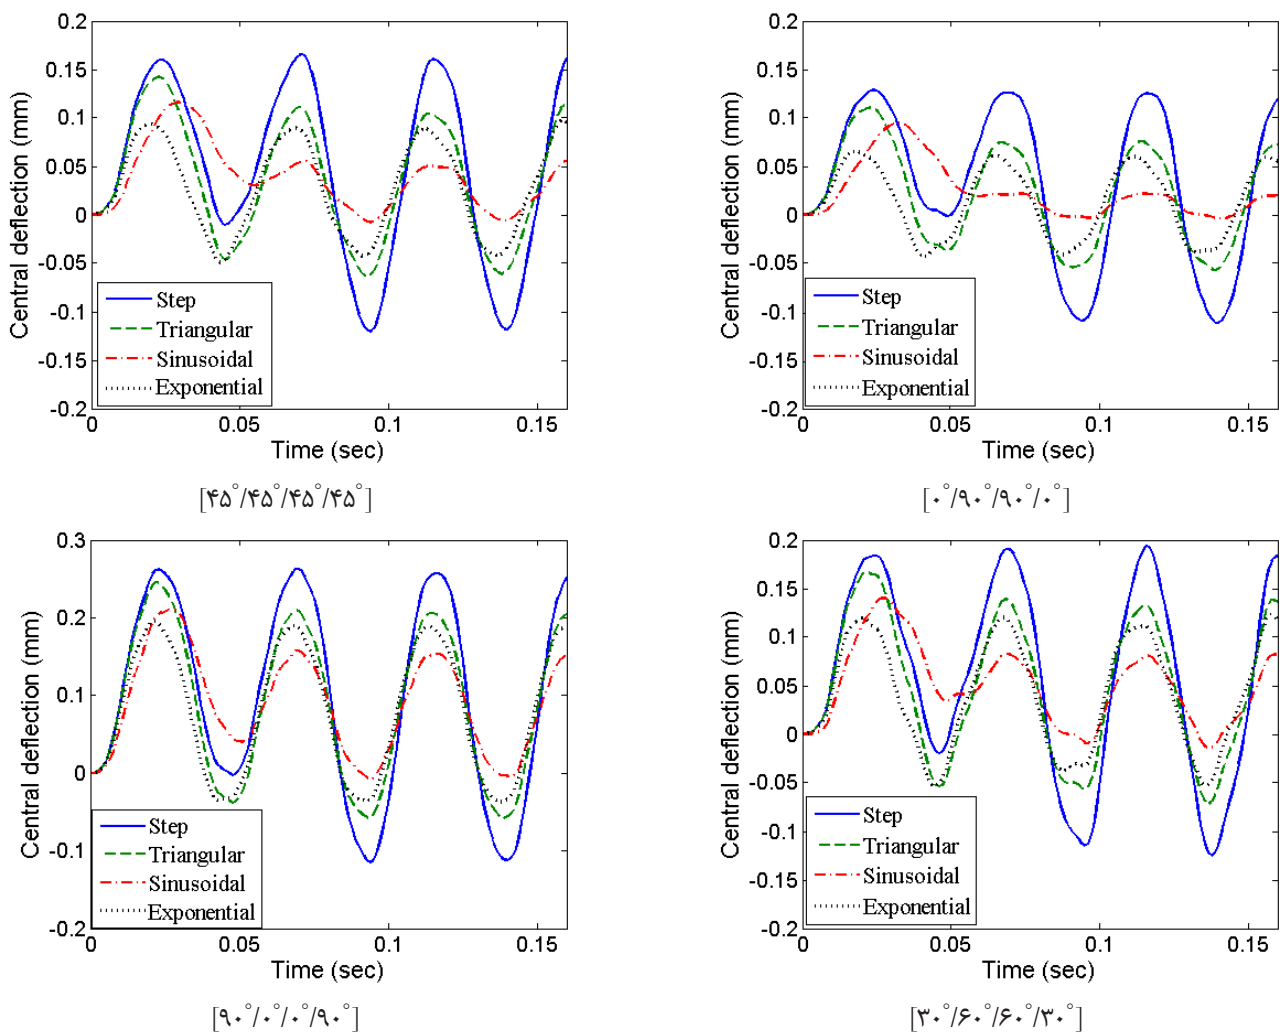 0.2
0.15
0.1
0.05
0
-0.05
-0.1
-0.15
-0.2
Central deflection (mm)
Step
Triangular
Sinusoidal
Exponential
0 0.05 0.1 0.15
Time (sec)
[۴۵°/۴۵°/۴۵°/۴۵°]
0.2
0.15
0.1
0.05
0
-0.05
-0.1
-0.15
-0.2
Central deflection (mm)
Step
Triangular
Sinusoidal
Exponential
0 0.05 0.1 0.15
Time (sec)
[۰°/۹۰°/۹۰°/۰°]
0.3
0.2
0.1
0
-0.1
-0.2
Central deflection (mm)
Step
Triangular
Sinusoidal
Exponential
0 0.05 0.1 0.15
Time (sec)
[۹۰°/۰°/۰°/۹۰°]
0.2
0.15
0.1
0.05
0
-0.05
-0.1
-0.15
-0.2
Central deflection (mm)
Step
Triangular
Sinusoidal
Exponential
0 0.05 0.1 0.15
Time (sec)
[۳۰°/۶۰°/۶۰°/۳۰°]